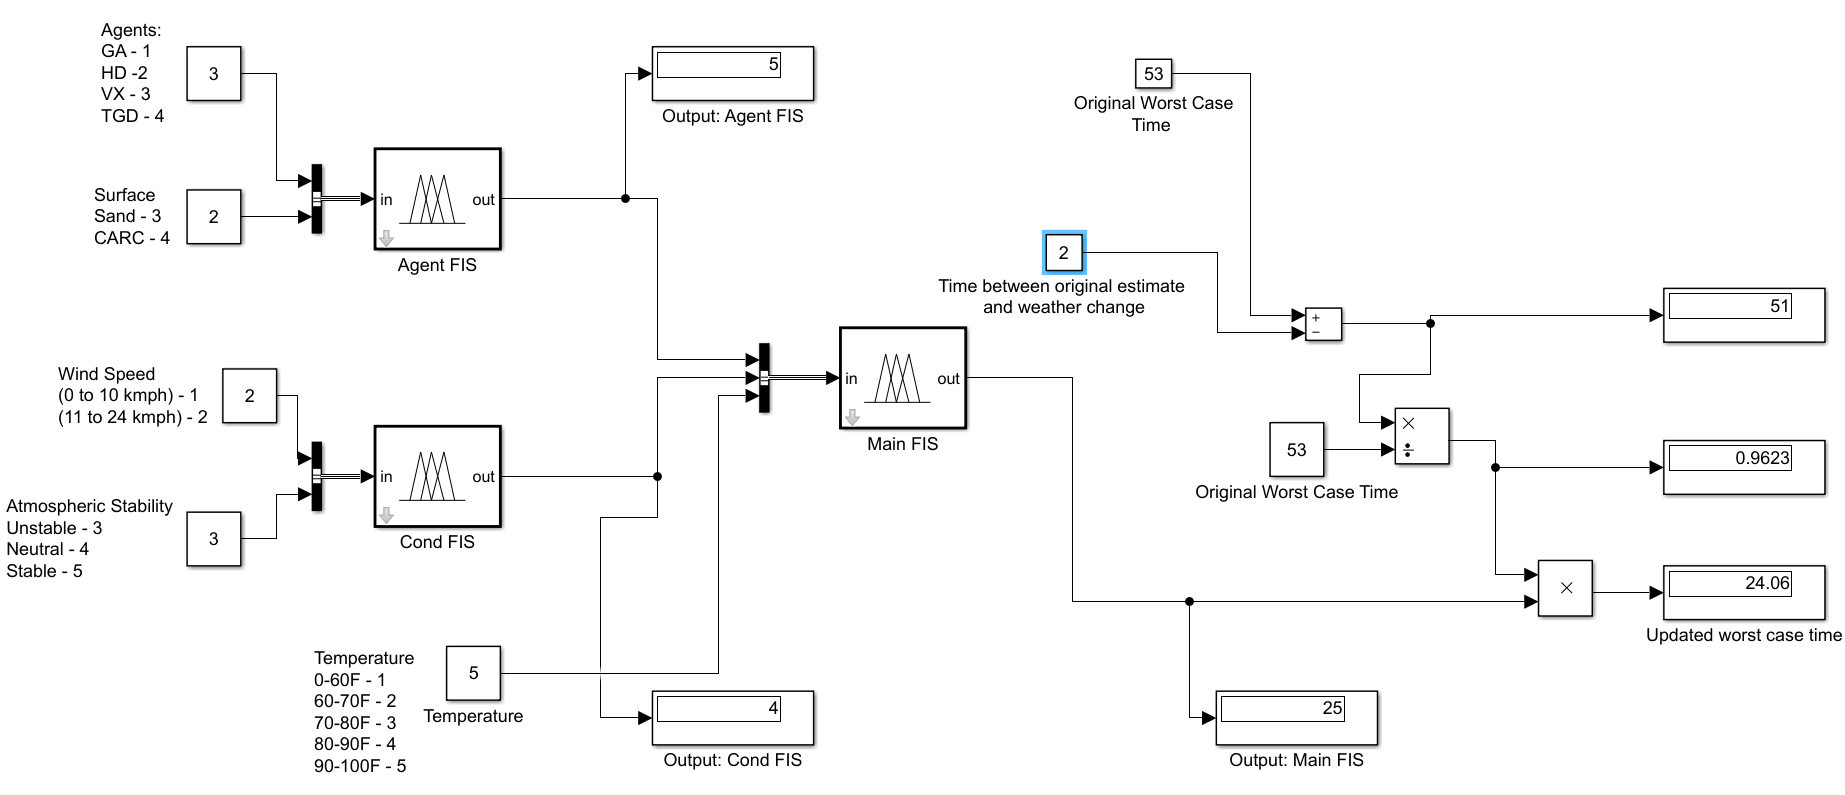 Agents:
GA - 1
HD -2
VX - 3
TGD - 4
3
5
Output: Agent FIS
53
Original Worst Case
Time
Surface
Sand - 3
CARC - 4
2
in
out
Agent FIS
2
Time between original estimate
and weather change
+
−
51
Wind Speed
(0 to 10 kmph) - 1
(11 to 24 kmph) - 2
2
in
out
Main FIS
53
Original Worst Case Time
×
÷
0.9623
Atmospheric Stability
Unstable - 3
Neutral - 4
Stable - 5
3
in
out
Cond FIS
×
24.06
Updated worst case time
Temperature
0-60F - 1
60-70F - 2
70-80F - 3
80-90F - 4
90-100F - 5
5
Temperature
4
Output: Cond FIS
25
Output: Main FIS